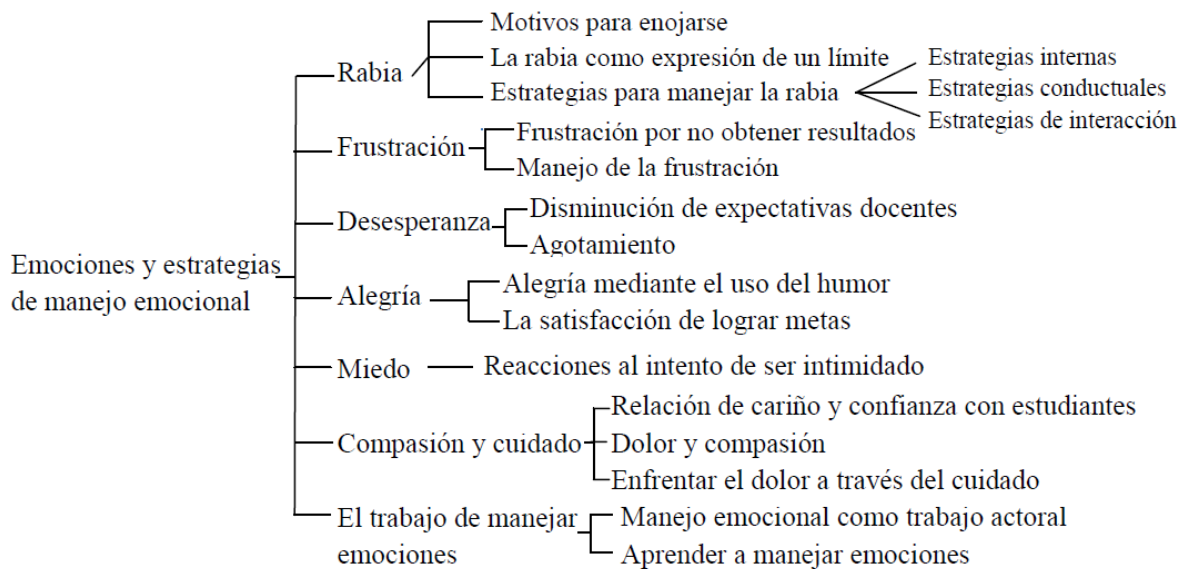 Emociones y estrategias
de manejo emocional
Rabia
Motivos para enojarse
La rabia como expresión de un límite
Estrategias para manejar la rabia
Estrategias internas
Estrategias conductuales
Estrategias de interacción
Frustración
Frustración por no obtener resultados
Manejo de la frustración
Desesperanza
Disminución de expectativas docentes
Agotamiento
Alegría
Alegría mediante el uso del humor
La satisfacción de lograr metas
Miedo
Reacciones al intento de ser intimidado
Compasión y cuidado
Relación de cariño y confianza con estudiantes
Dolor y compasión
Enfrentar el dolor a través del cuidado
El trabajo de manejar
emociones
Manejo emocional como trabajo actoral
Aprender a manejar emociones